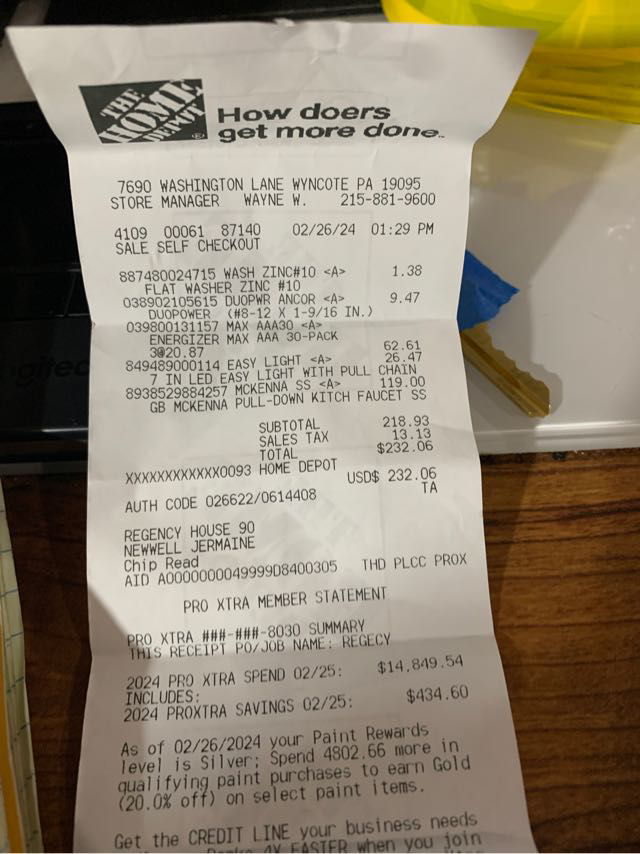 THE
HOME
DEPOT
®
How doers
get more done.™
7690 WASHINGTON LANE WYNCOTE PA 19095
STORE MANAGER WAYNE W. 215-881-9600
4109 00061 87140 02/26/24 01:29 PM
SALE SELF CHECKOUT
887480024715 WASH ZINC#10 <A> 1.38
FLAT WASHER ZINC #10
038902105615 DUOPWR ANCOR <A> 9.47
DUOPOWER (#8-12 X 1-9/16 IN.)
039800131157 MAX AAA30 <A>
ENERGIZER MAX AAA 30-PACK
3@20.87 62.61
849489000114 EASY LIGHT <A> 26.47
7 IN LED EASY LIGHT WITH PULL CHAIN
8938529884257 MCKENNA SS <A> 119.00
GB MCKENNA PULL-DOWN KITCH FAUCET SS
SUBTOTAL 218.93
SALES TAX 13.13
TOTAL $232.06
XXXXXXXXXXXX0093 HOME DEPOT
USD$ 232.06
AUTH CODE 026622/0614408 TA
REGENCY HOUSE 90
NEWWELL JERMAINE
Chip Read
AID A0000000049999D8400305 THD PLCC PROX
PRO XTRA MEMBER STATEMENT
PRO XTRA ###-###-8030 SUMMARY
THIS RECEIPT PO/JOB NAME: REGECY
2024 PRO XTRA SPEND 02/25: $14,849.54
INCLUDES:
2024 PROXTRA SAVINGS 02/25: $434.60
As of 02/26/2024 your Paint Rewards
level is Silver; Spend 4802.66 more in
qualifying paint purchases to earn Gold
(20.0% off) on select paint items.
Get the CREDIT LINE your business needs
4X FASTER when you join